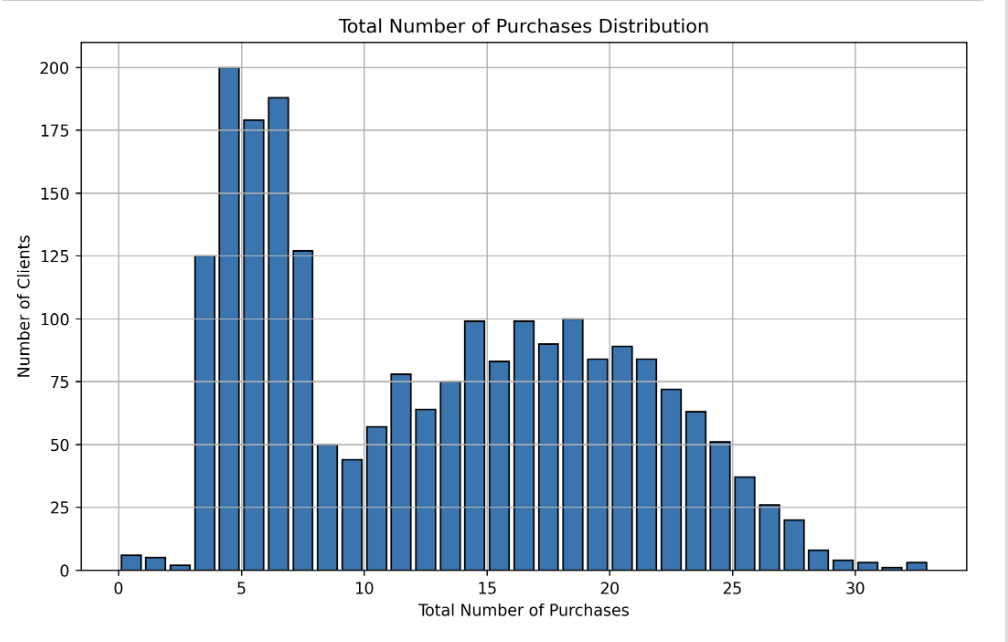 Total Number of Purchases Distribution
200
175
150
125
100
75
50
25
0
Number of Clients
0 5 10 15 20 25 30
Total Number of Purchases